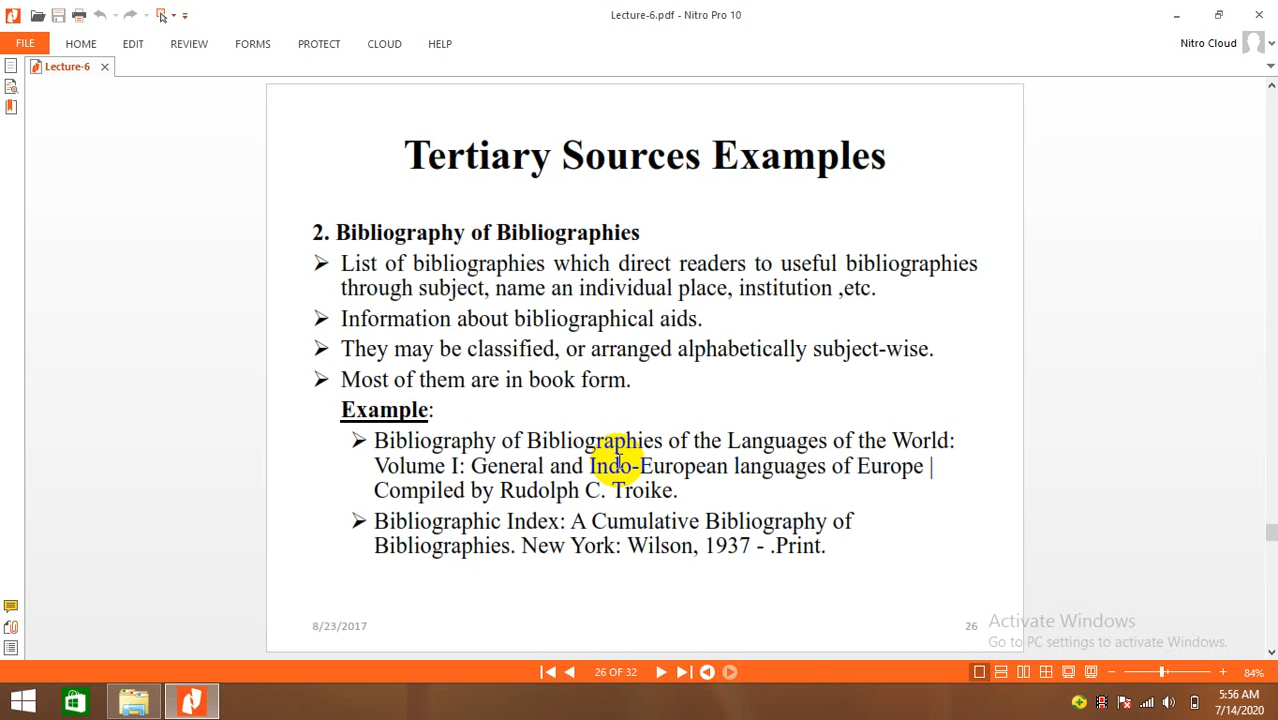 Lecture-6.pdf - Nitro Pro 10
FILE HOME EDIT REVIEW FORMS PROTECT CLOUD HELP Nitro Cloud
Lecture-6
Tertiary Sources Examples
2. Bibliography of Bibliographies
List of bibliographies which direct readers to useful bibliographies
through subject, name an individual place, institution ,etc.
Information about bibliographical aids.
They may be classified, or arranged alphabetically subject-wise.
Most of them are in book form.
Example:
Bibliography of Bibliographies of the Languages of the World:
Volume I: General and Indo-European languages of Europe |
Compiled by Rudolph C. Troike.
Bibliographic Index: A Cumulative Bibliography of
Bibliographies. New York: Wilson, 1937 - .Print.
8/23/2017 26
Activate Windows
Go to PC settings to activate Windows.
26 OF 32 84%
5:56 AM
7/14/2020